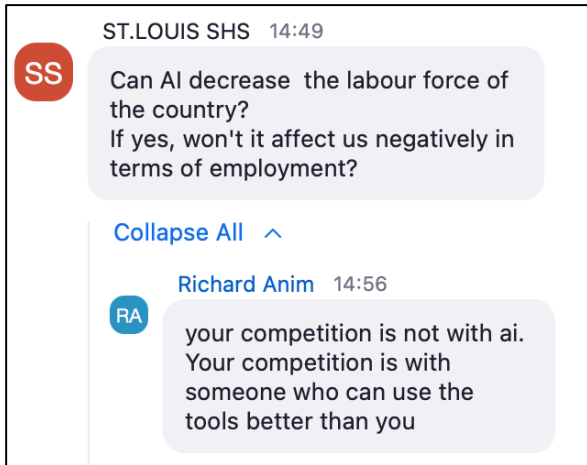 ST.LOUIS SHS 14:49
SS
Can AI decrease  the labour force of
the country?
If yes, won't it affect us negatively in
terms of employment?
Collapse All
Richard Anim 14:56
RA
your competition is not with ai.
Your competition is with
someone who can use the
tools better than you